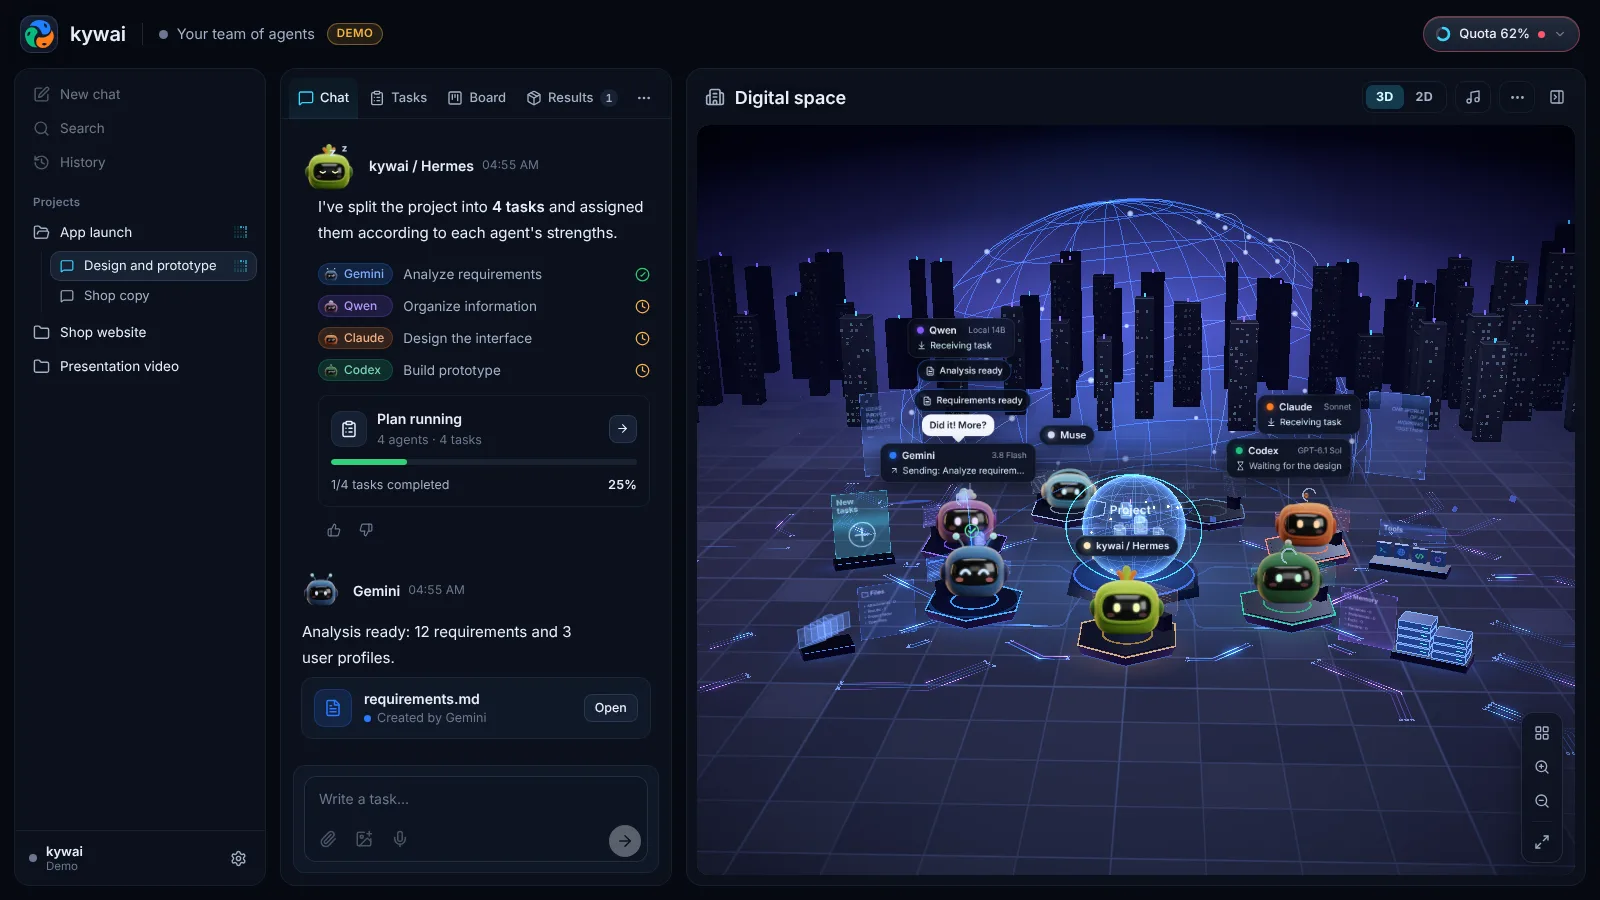 kywai
Your team of agents
DEMO
Quota 62%
New chat
Search
History
Projects
App launch
Design and prototype
Shop copy
Shop website
Presentation video
kywai
Demo
Chat
Tasks
Board
Results 1
kywai / Hermes 04:55 AM
I've split the project into 4 tasks and assigned
them according to each agent's strengths.
Gemini Analyze requirements
Qwen Organize information
Claude Design the interface
Codex Build prototype
Plan running
4 agents · 4 tasks
1/4 tasks completed 25%
Gemini 04:55 AM
Analysis ready: 12 requirements and 3
user profiles.
requirements.md
Created by Gemini
Open
Write a task...
Digital space
3D 2D
z
z
Qwen Local 14B
Receiving task
Analysis ready
Requirements ready
Did it! More?
Gemini 3.8 Flash
Sending: Analyze requirem...
Muse
Claude Sonnet
Receiving task
Codex GPT-6.1 Sol
Waiting for the design
New
tasks
Project
kywai / Hermes
Tools
Files
Memory